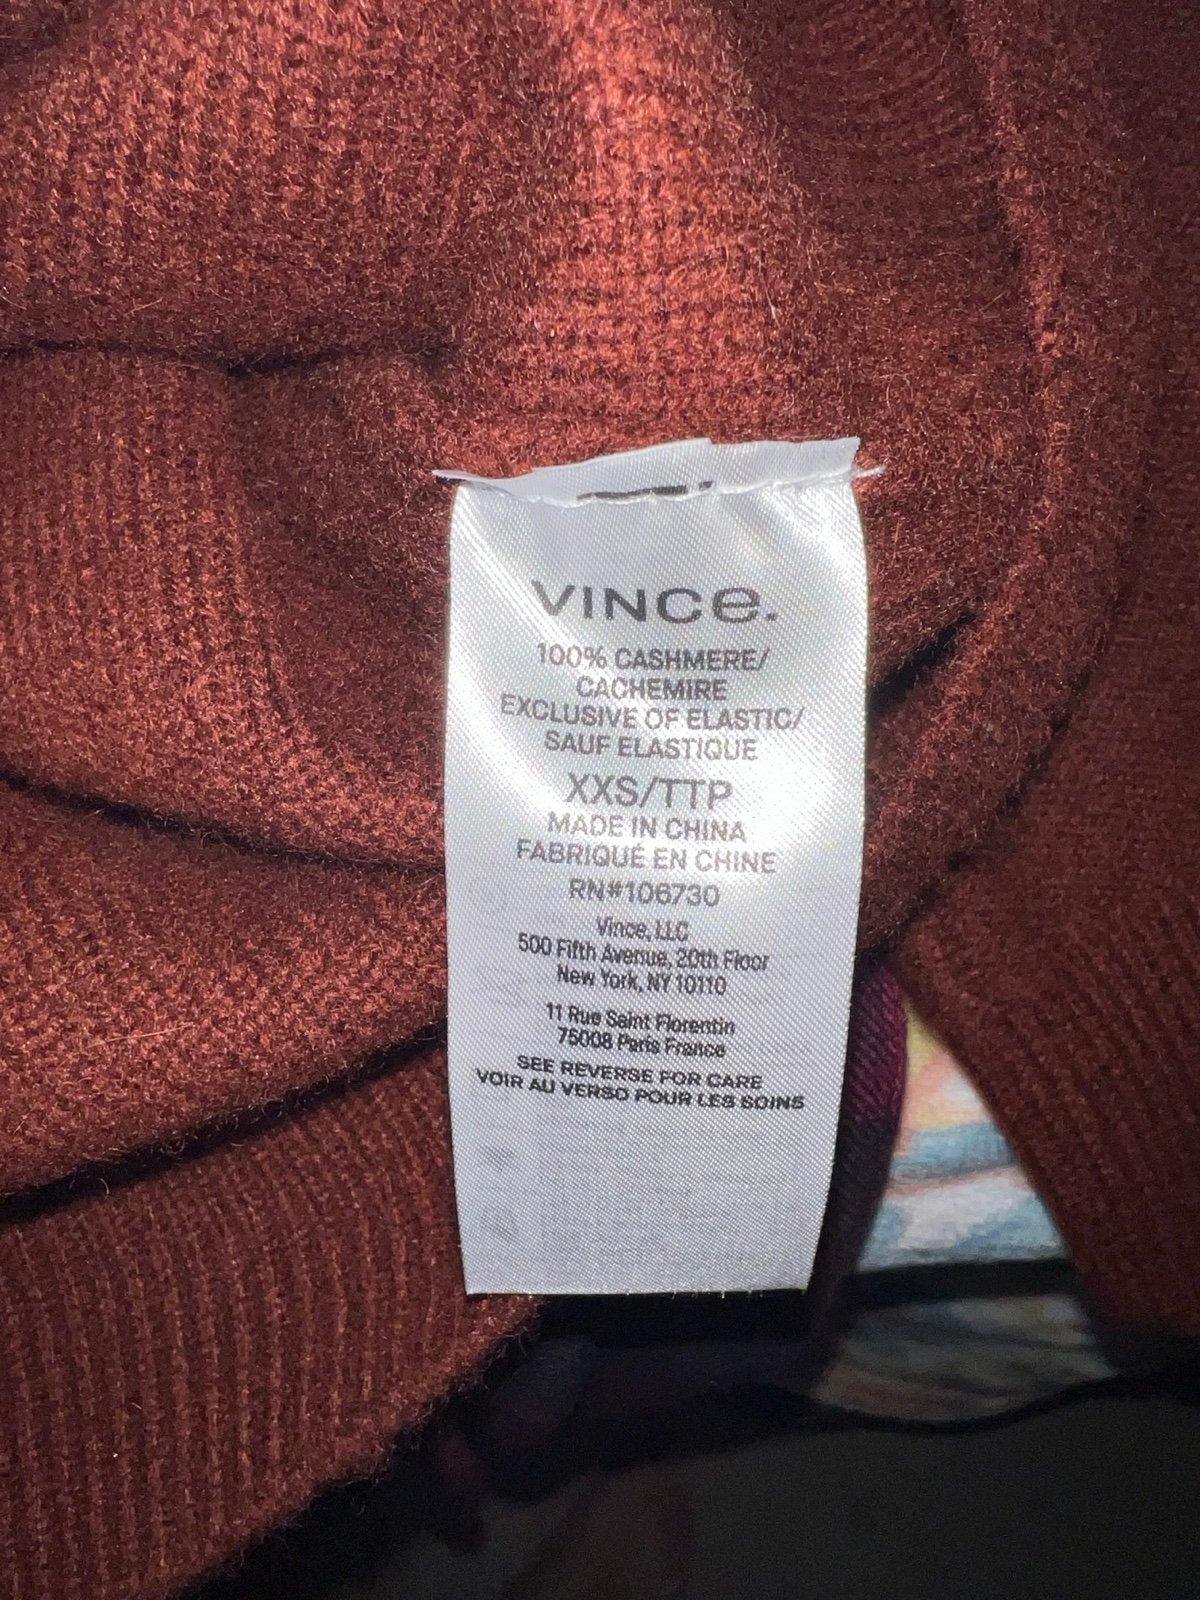 VINCe.
100% CASHMERE/
CACHEMIRE
EXCLUSIVE OF ELASTIC/
SAUF ELASTIQUE
XXS/TTP
MADE IN CHINA
FABRIQUÉ EN CHINE
RN#106730
Vince, LLC
500 Fifth Avenue, 20th Floor
New York, NY 10110
11 Rue Saint Florentin
75008 Paris France
SEE REVERSE FOR CARE
VOIR AU VERSO POUR LES SOINS